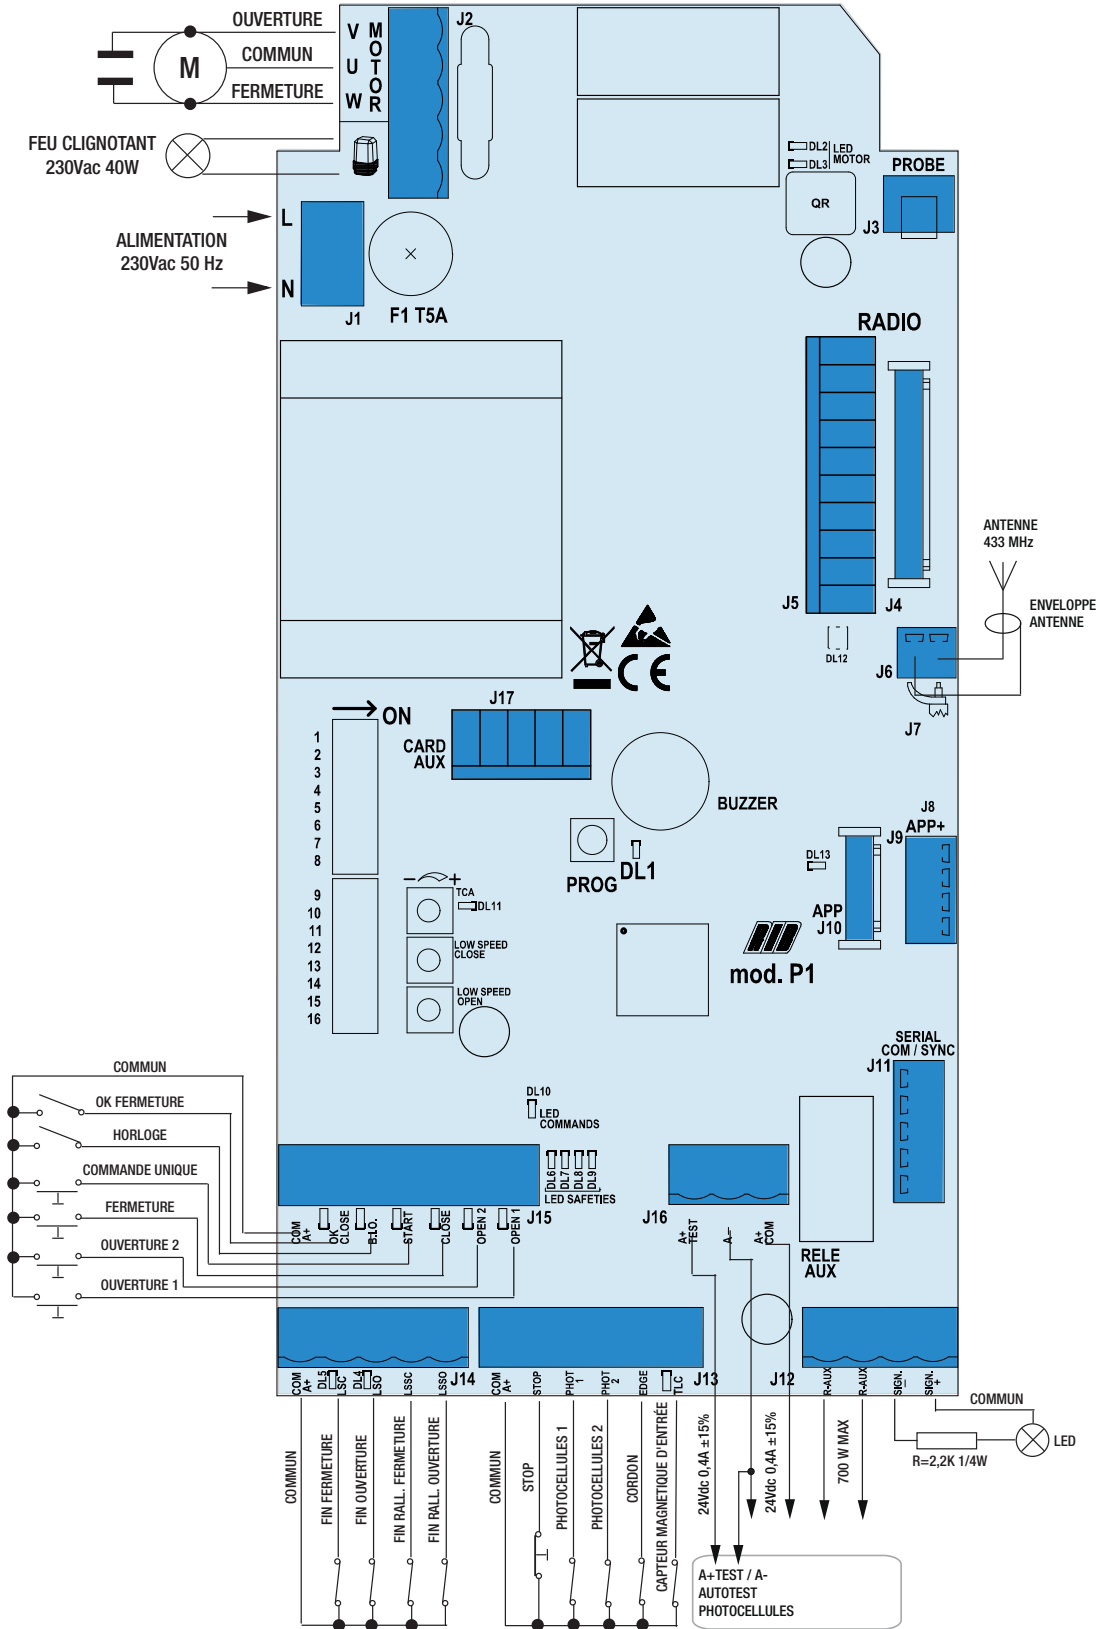 OUVERTURE
COMMUN
FERMETURE
M
V
U
W
MOTOR
J2
FEU CLIGNOTANT
230Vac 40W
L
ALIMENTATION
230Vac 50 Hz
N
J1
F1 T5A
DL2
DL3
LED
MOTOR
QR
PROBE
J3
RADIO
J5
J4
DL12
ANTENNE
433 MHz
ENVELOPPE
ANTENNE
J6
J7
CE
ON
1
2
3
4
5
6
7
8
9
10
11
12
13
14
15
16
J17
CARD
AUX
BUZZER
PROG
DL1
J8
J9
APP+
DL13
APP
J10
– +
TCA
DL11
LOW SPEED
CLOSE
LOW SPEED
OPEN
mod. P1
SERIAL
COM / SYNC
J11
DL10
LED
COMMANDS
COMMUN
OK FERMETURE
HORLOGE
COMMANDE UNIQUE
FERMETURE
OUVERTURE 2
OUVERTURE 1
DL6
DL7
DL8
DL9
LED SAFETIES
J15
COM
A+
OK
CLOSE
B.I.O.
START
CLOSE
OPEN 2
OPEN 1
J16
A+
TEST
A–
A+
COM
RELE
AUX
J14
COM
A+
DL5
LSC
DL4
LSO
LSSC
LSSO
J13
COM
A+
STOP
PHOT
1
PHOT
2
EDGE
TLC
J12
R-AUX
R-AUX
SIGN.
–
SIGN.
+
COMMUN
FIN FERMETURE
FIN OUVERTURE
FIN RALL. FERMETURE
FIN RALL. OUVERTURE
COMMUN
STOP
PHOTOCELLULES 1
PHOTOCELLULES 2
CORDON
CAPTEUR MAGNETIQUE D'ENTRÉE
24Vdc 0,4A ±15%
24Vdc 0,4A ±15%
700 W MAX
COMMUN
LED
R=2,2K 1/4W
A+TEST / A-
AUTOTEST
PHOTOCELLULES